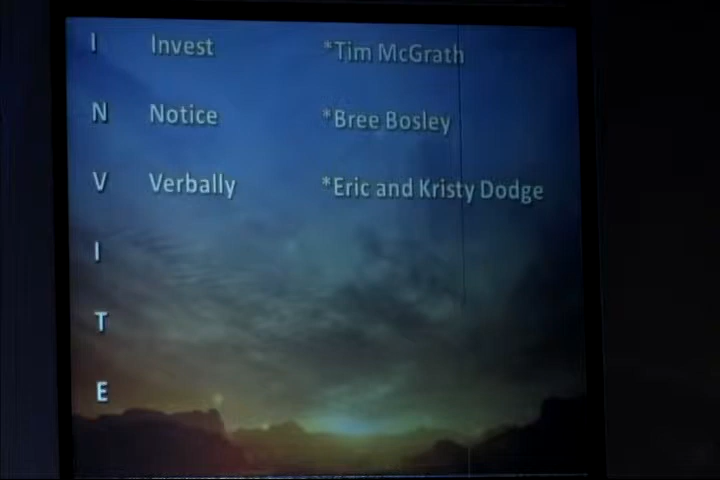 I Invest *Tim McGrath
N Notice *Bree Bosley
V Verbally *Eric and Kristy Dodge
I
T
E